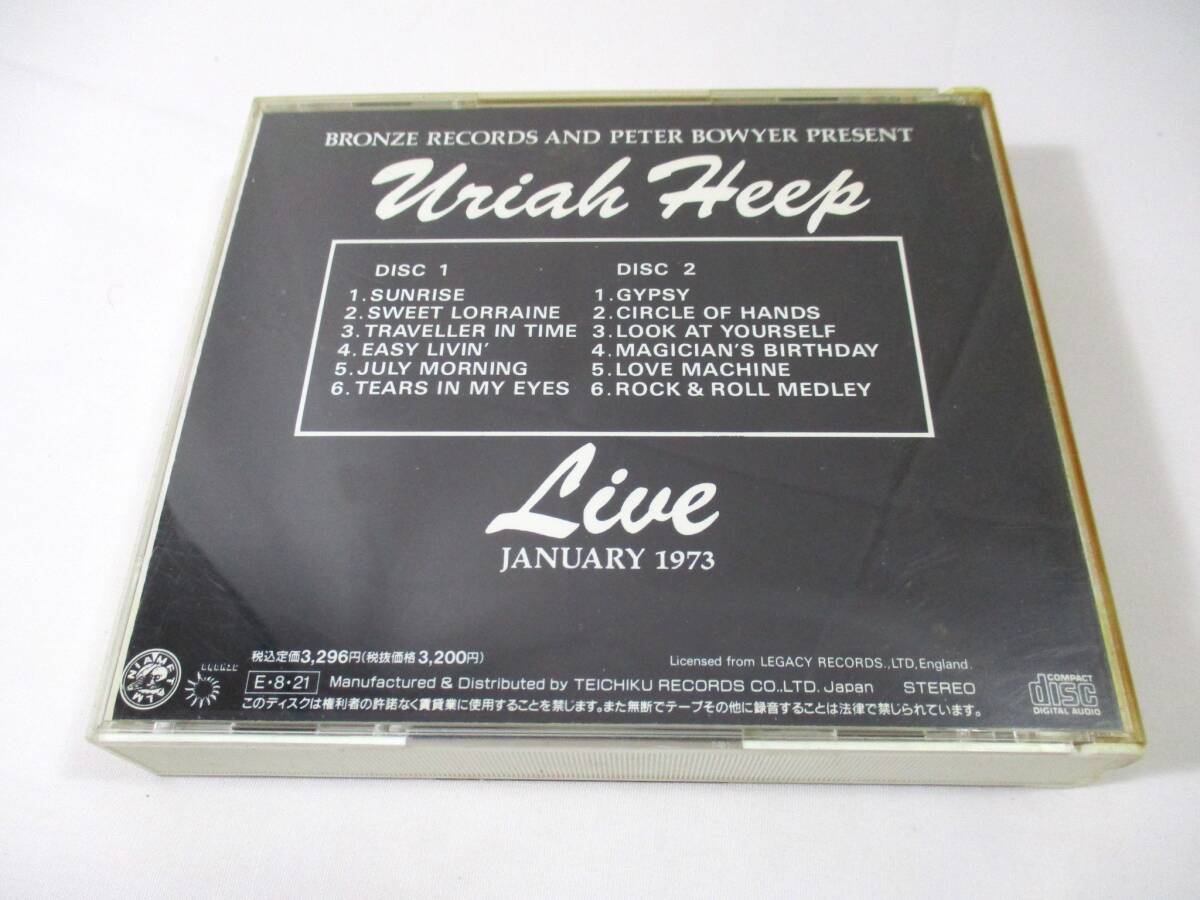 BRONZE RECORDS AND PETER BOWYER PRESENT
Uriah Heep
DISC 1
1. SUNRISE
2. SWEET LORRAINE
3. TRAVELLER IN TIME
4. EASY LIVIN'
5. JULY MORNING
6. TEARS IN MY EYES
DISC 2
1. GYPSY
2. CIRCLE OF HANDS
3. LOOK AT YOURSELF
4. MAGICIAN'S BIRTHDAY
5. LOVE MACHINE
6. ROCK & ROLL MEDLEY
Live
JANUARY 1973
税込定価3,296円(税抜価格3,200円)
Licensed from LEGACY RECORDS.,LTD,England.
BRONZE
E・8・21 Manufactured & Distributed by TEICHIKU RECORDS CO.,LTD. Japan STEREO
このディスクは権利者の許諾なく賃貸業に使用することを禁じます。また無断でテープその他に録音することは法律で禁じられています。
COMPACT
disc
DIGITAL AUDIO